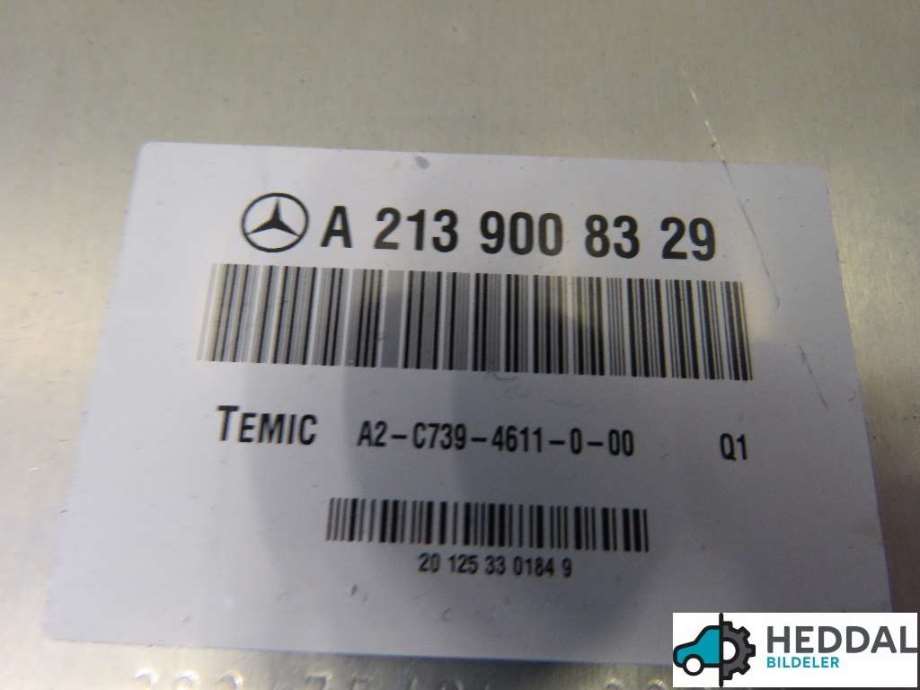 A 213 900 83 29
TEMIC A2-C739-4611-0-00 Q1
20 125 33 0184 9
HEDDAL
BILDELER